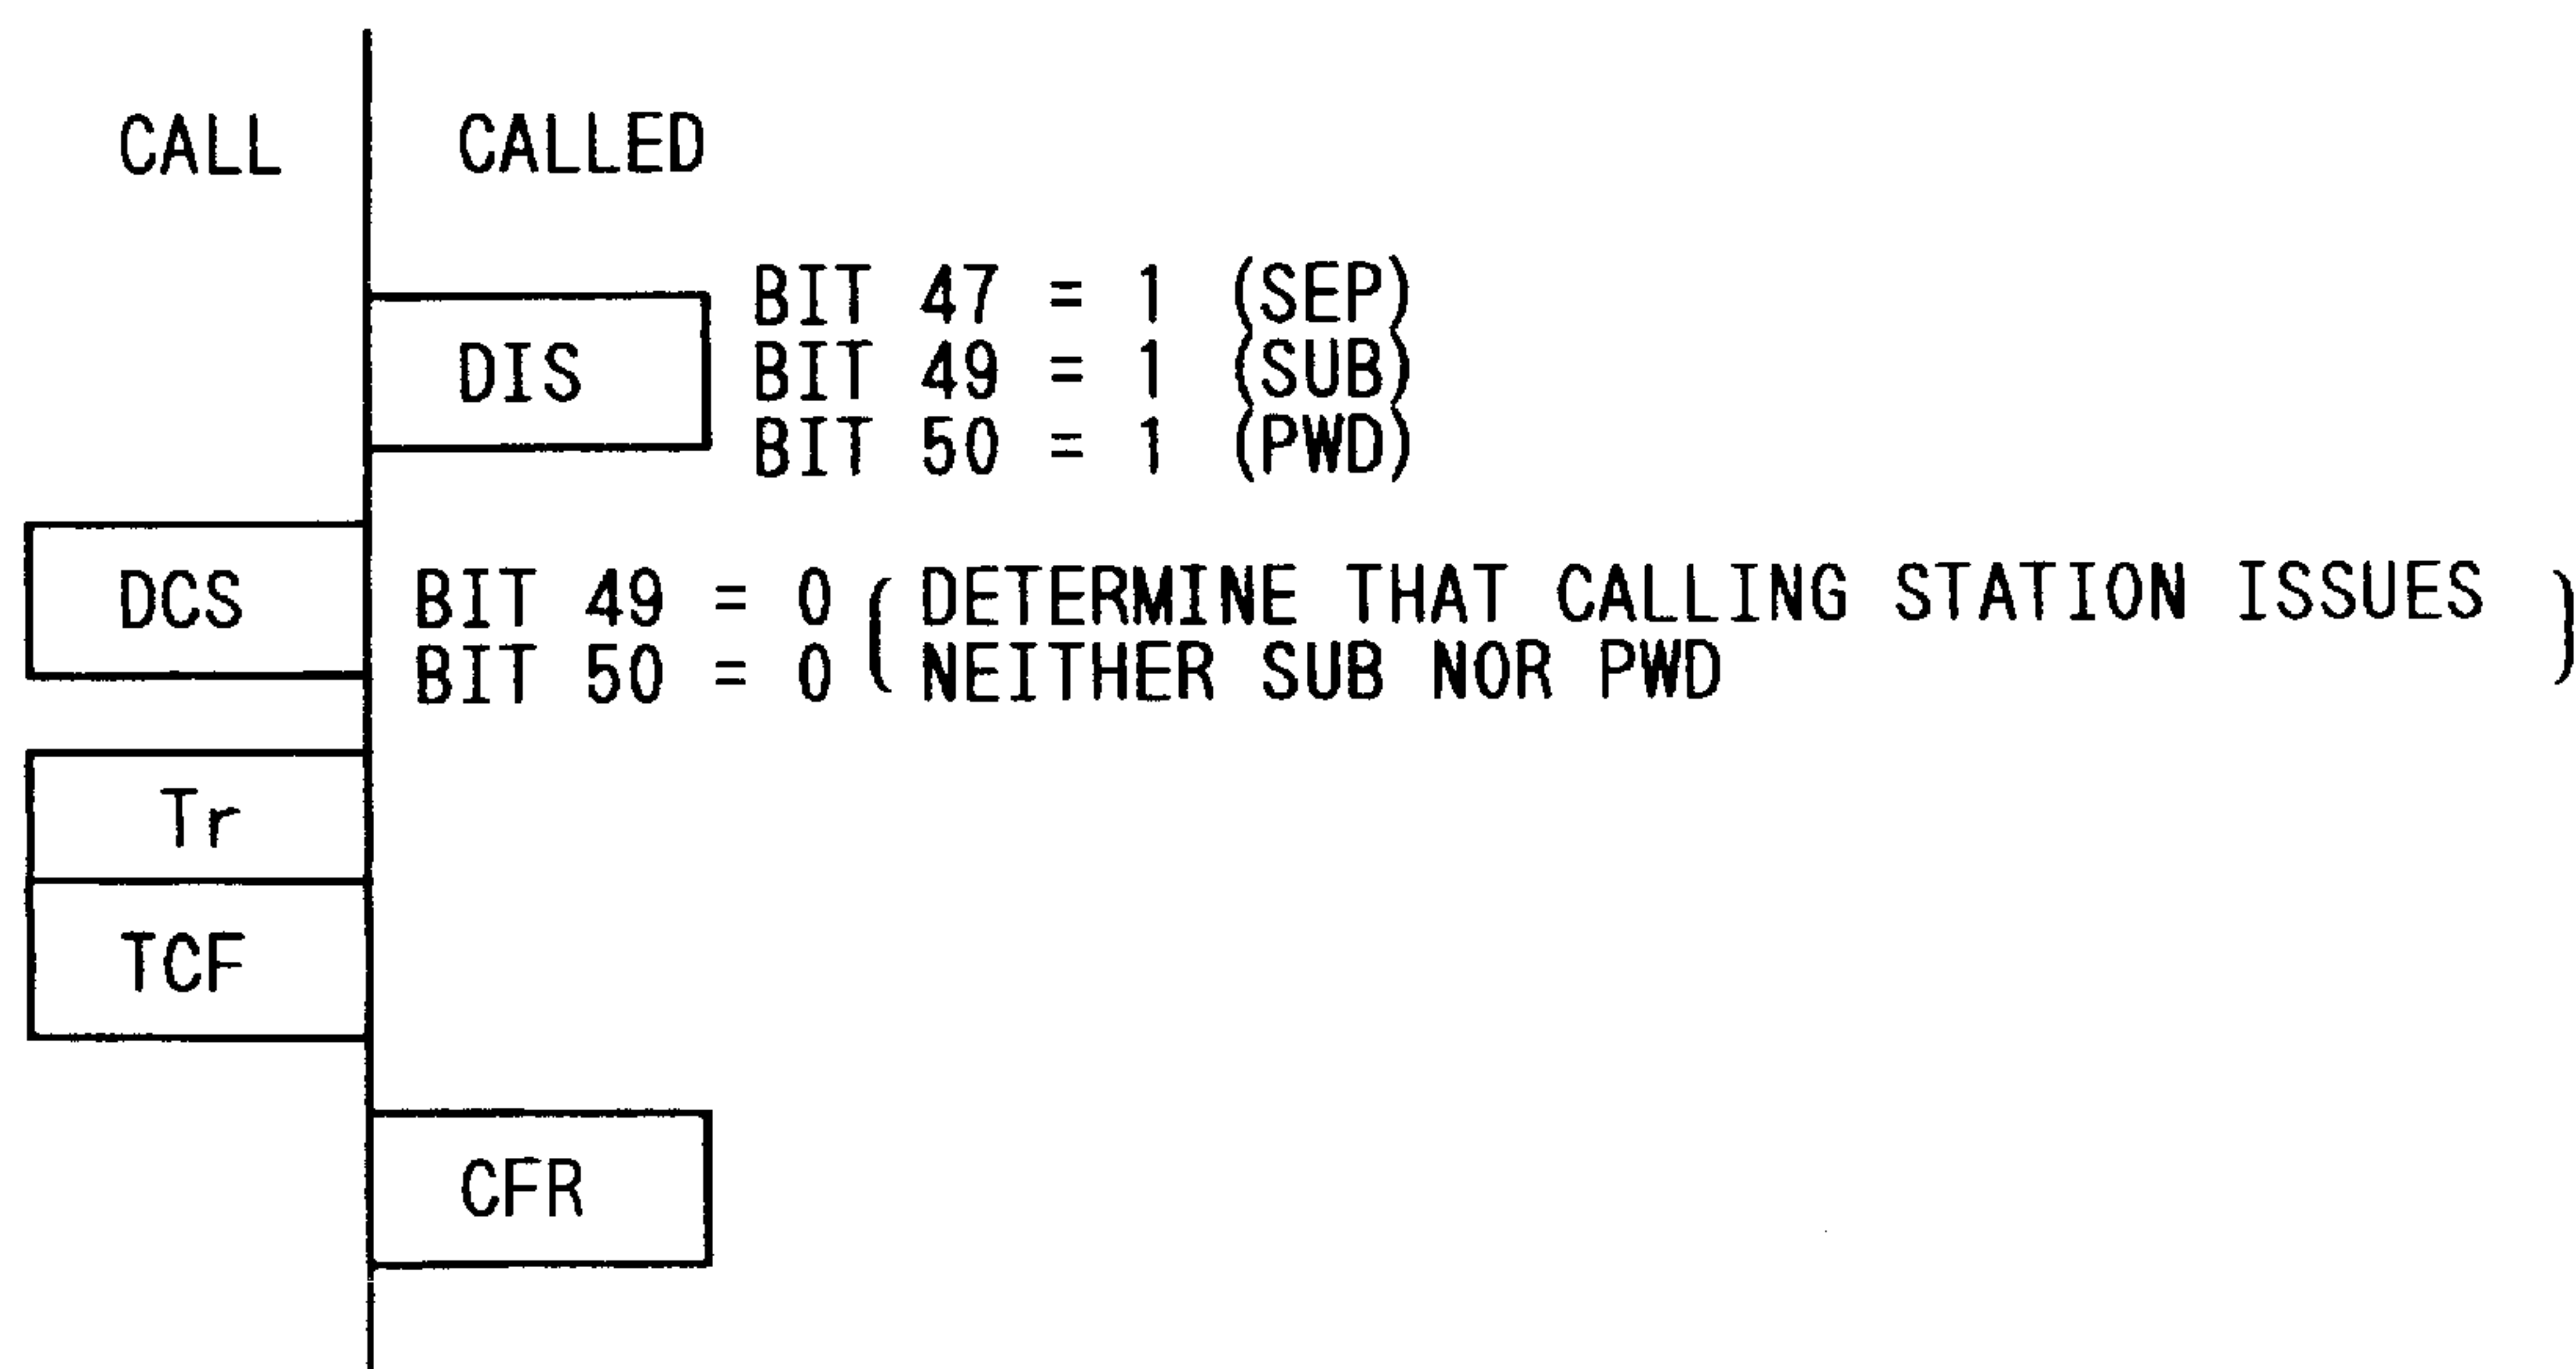 CALL CALLED
BIT 47 = 1 (SEP)
DIS BIT 49 = 1 (SUB)
BIT 50 = 1 (PWD)
DCS BIT 49 = 0 ( DETERMINE THAT CALLING STATION ISSUES )
BIT 50 = 0 NEITHER SUB NOR PWD
Tr
TCF
CFR